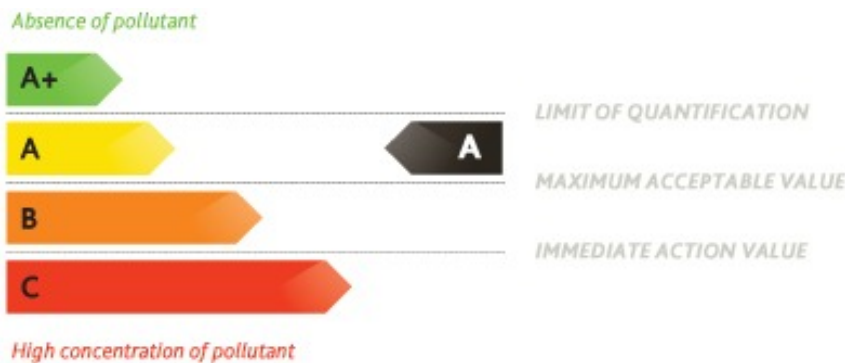 Absence of pollutant
A+
LIMIT OF QUANTIFICATION
A A
MAXIMUM ACCEPTABLE VALUE
B
IMMEDIATE ACTION VALUE
C
High concentration of pollutant